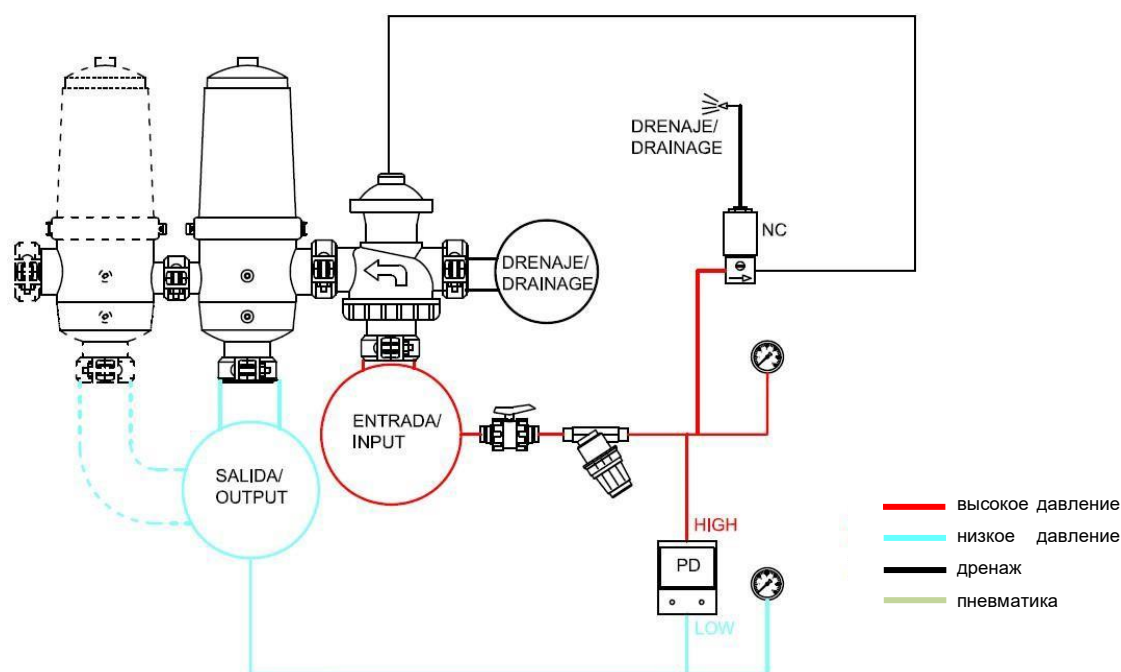 DRENAJE/
DRAINAGE
NC
DRENAJE/
DRAINAGE
ENTRADA/
INPUT
SALIDA/
OUTPUT
HIGH
PD
LOW
высокое давление
низкое давление
дренаж
пневматика